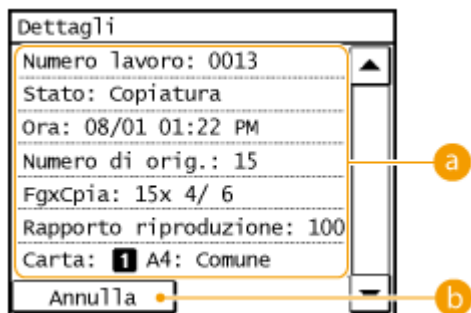 Dettagli
Numero lavoro: 0013
Stato: Copiatura
Ora: 08/01 01:22 PM
Numero di orig.: 15
FgxCpia: 15x 4/ 6
Rapporto riproduzione: 100
Carta: 1 A4: Comune
Annulla
a
b